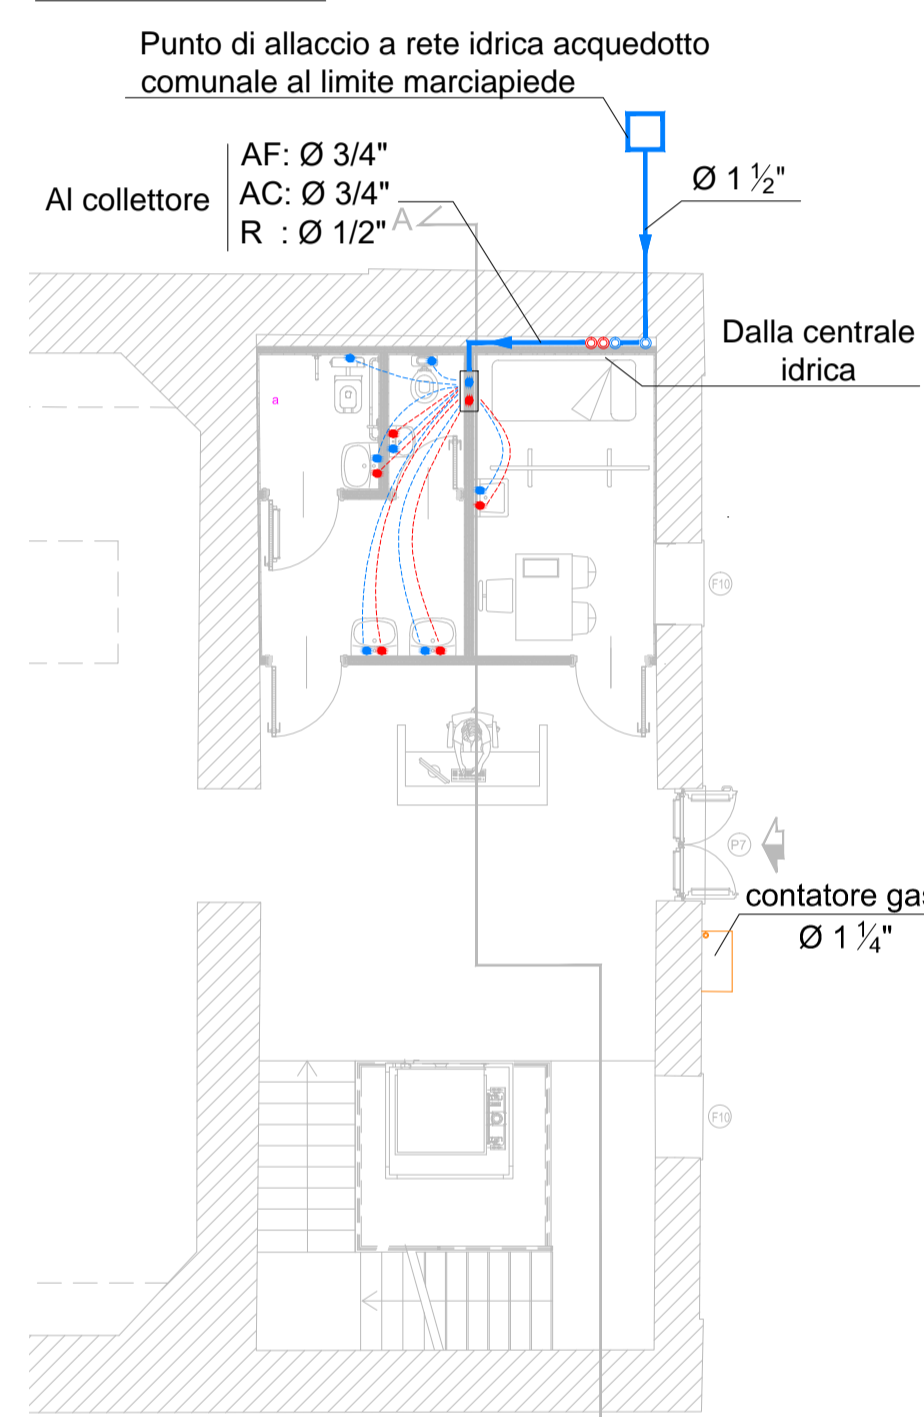 Punto di allaccio a rete idrica acquedotto
comunale al limite marciapiede
AF: Ø 3/4"
Al collettore
AC: Ø 3/4"
R : Ø 1/2"
A
Ø 1 ½"
Dalla centrale
idrica
a
F10
P7
contatore gas
Ø 1 ¼"
F10